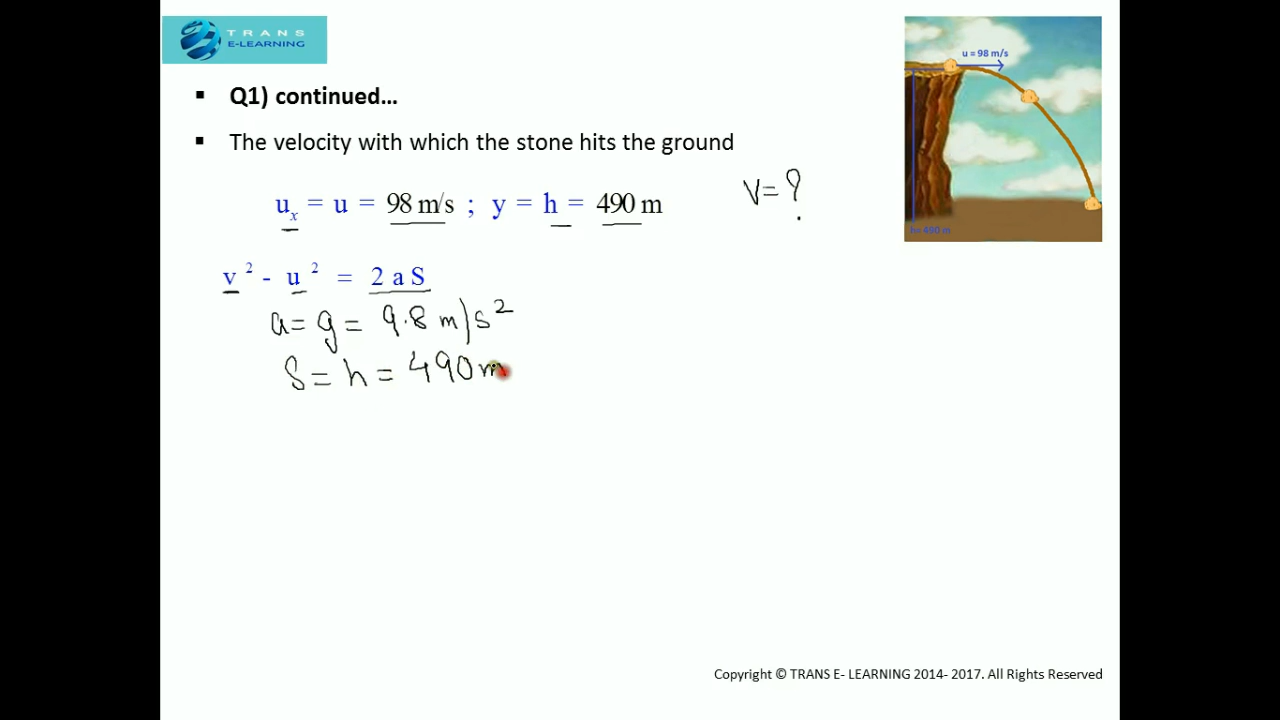 TRANS
E-LEARNING
u = 98 m/s
▪ Q1) continued…
▪ The velocity with which the stone hits the ground
v = ?
uₓ = u = 98 m/s ; y = h = 490 m
h= 490 m
v² - u² = 2 a S
a = g = 9.8 m/s²
S = h = 490 m
Copyright © TRANS E- LEARNING 2014- 2017. All Rights Reserved